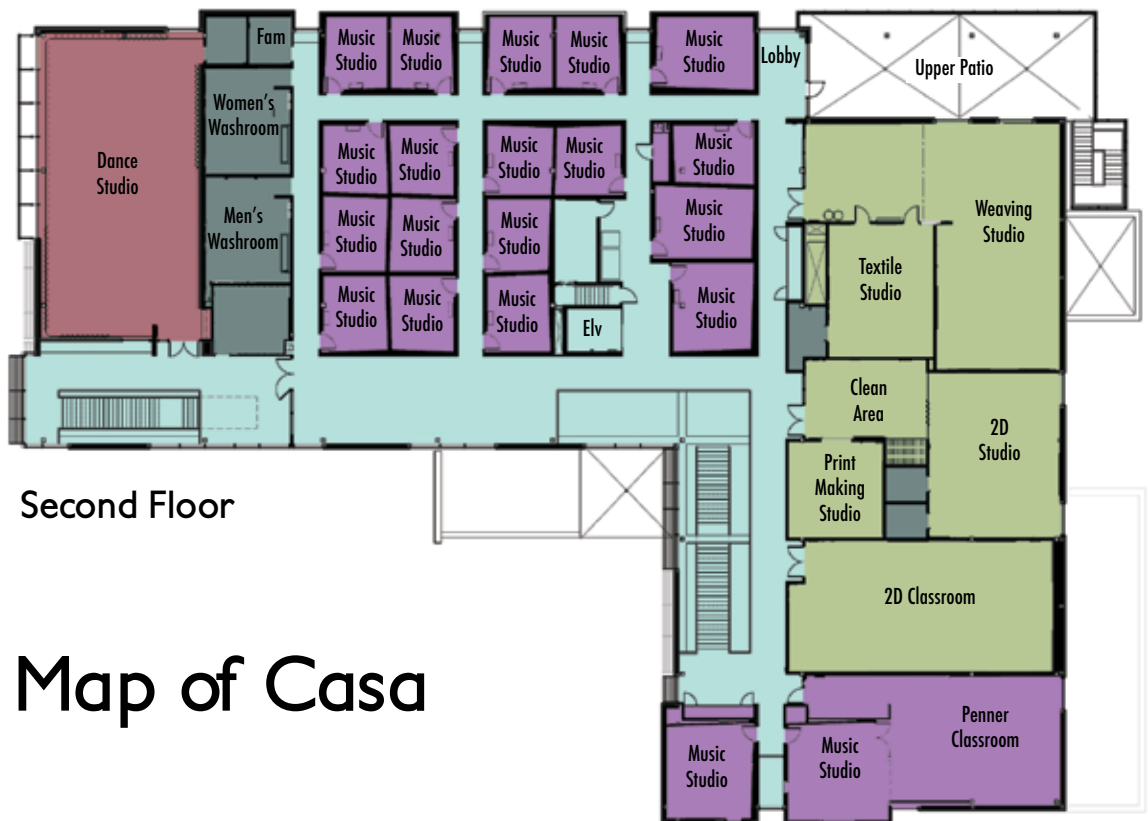 Fam
Music
Studio
Music
Studio
Music
Studio
Music
Studio
Music
Studio
Lobby
Upper Patio
Women's
Washroom
Dance
Studio
Music
Studio
Music
Studio
Music
Studio
Music
Studio
Music
Studio
Men's
Washroom
Music
Studio
Music
Studio
Music
Studio
Music
Studio
Weaving
Studio
Textile
Studio
Music
Studio
Music
Studio
Music
Studio
Elv
Music
Studio
Clean
Area
2D
Studio
Print
Making
Studio
Second Floor
2D Classroom
Map of Casa
Music
Studio
Music
Studio
Penner
Classroom